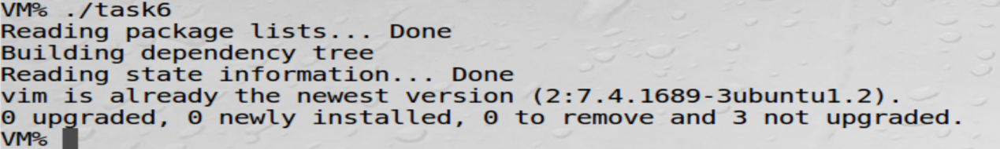 VM% ./task6
Reading package lists... Done
Building dependency tree
Reading state information... Done
vim is already the newest version (2:7.4.1689-3ubuntu1.2).
0 upgraded, 0 newly installed, 0 to remove and 3 not upgraded.
VM%